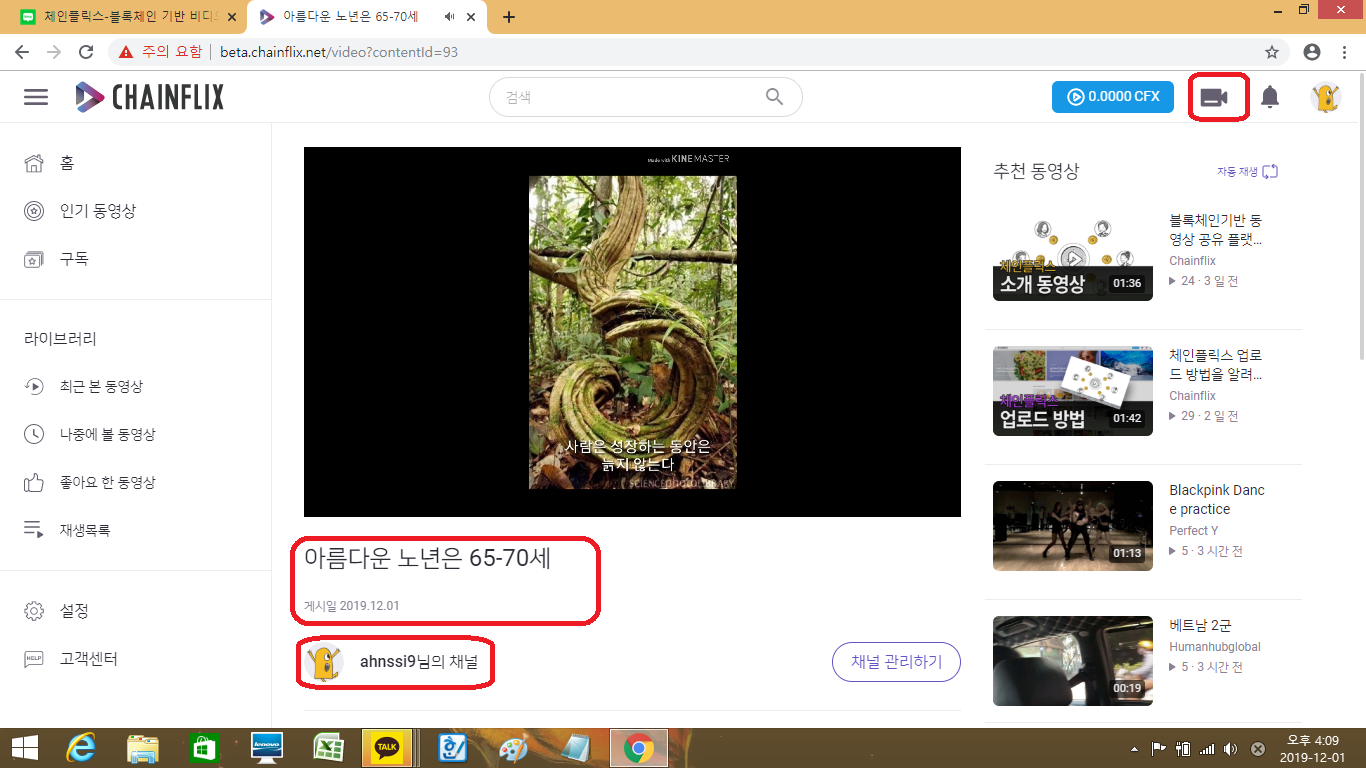 체인플릭스-블록체인 기반 비디오
아름다운 노년은 65-70세
주의 요함
beta.chainflix.net/video?contentId=93
CHAINFLIX
검색
0.0000 CFX
홈
인기 동영상
구독
라이브러리
최근 본 동영상
나중에 볼 동영상
좋아요 한 동영상
재생목록
설정
HELP
고객센터
Made with KINEMASTER
사람은 성장하는 동안은
늙지 않는다
SCIENCEPHOTOLIBRARY
아름다운 노년은 65-70세
게시일 2019.12.01
ahnssi9님의 채널
채널 관리하기
추천 동영상
자동 재생
체인플릭스
소개 동영상
01:36
블록체인기반 동
영상 공유 플랫...
Chainflix
24 · 3 일 전
체인플릭스
업로드 방법
01:42
체인플릭스 업로
드 방법을 알려...
Chainflix
29 · 2 일 전
01:13
Blackpink Danc
e practice
Perfect Y
5 · 3 시간 전
00:19
베트남 2군
Humanhubglobal
5 · 3 시간 전
lenovo
TALK
오후 4:09
2019-12-01